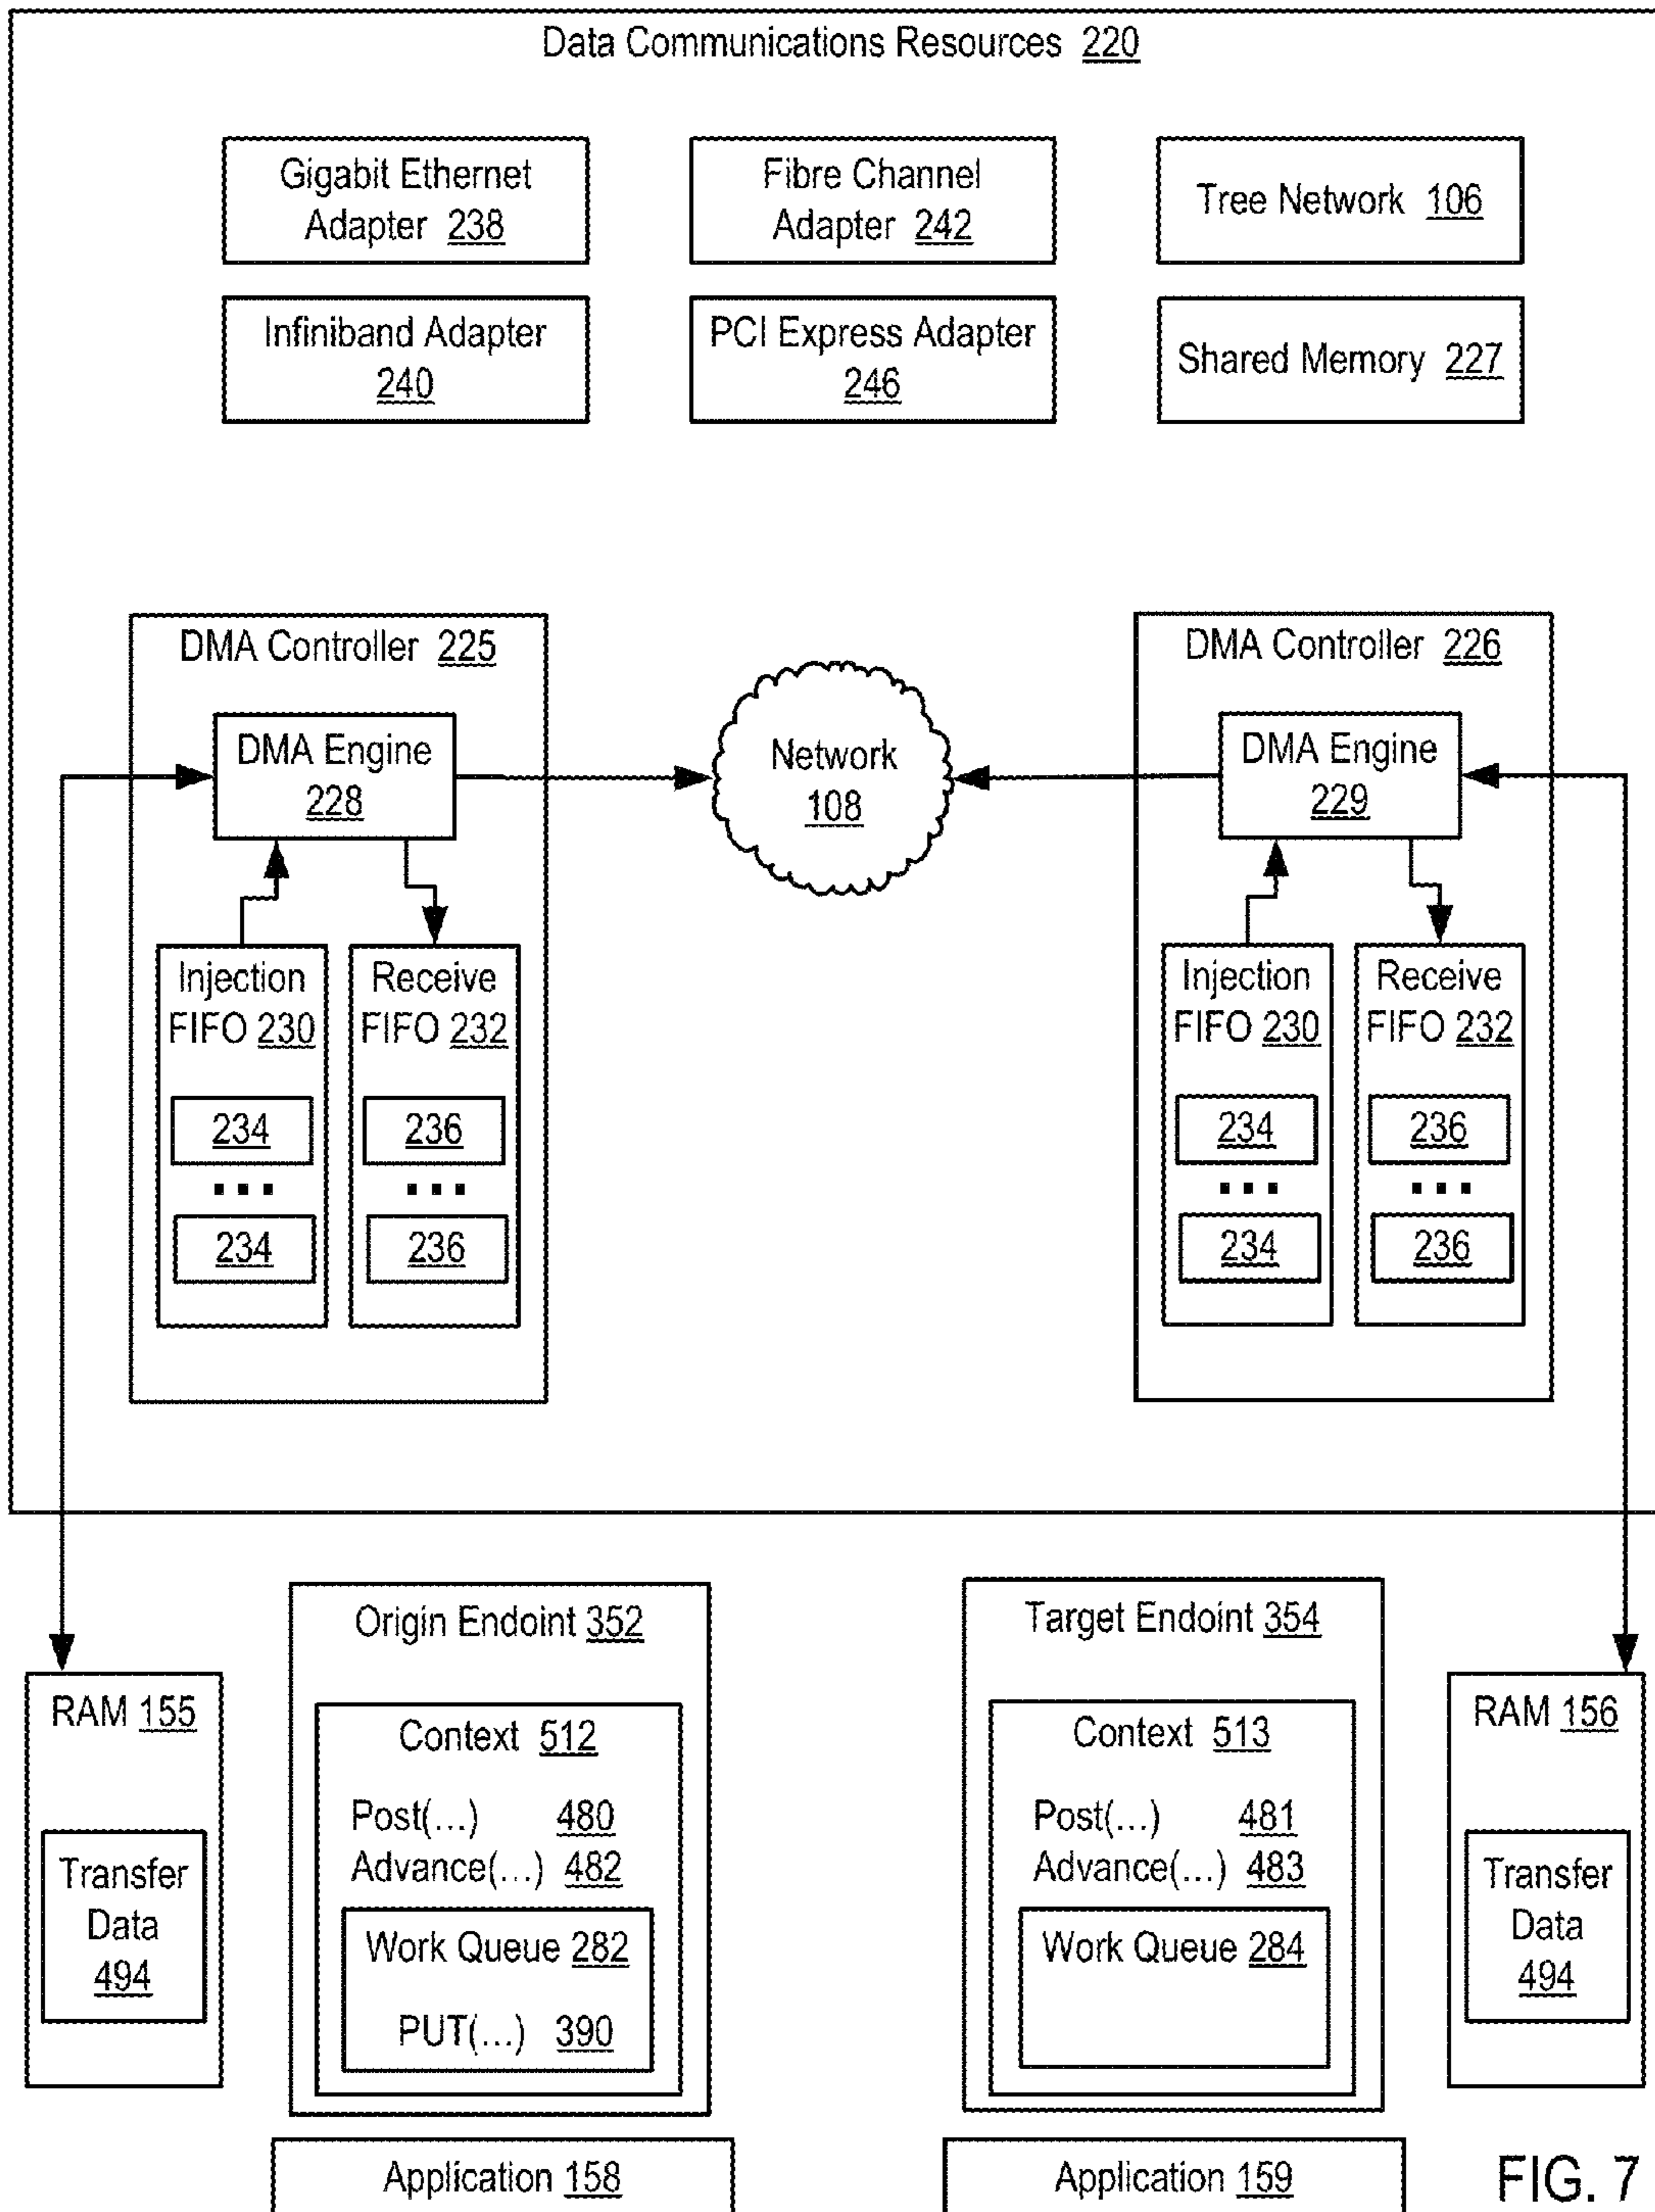 Data Communications Resources 220
Gigabit Ethernet
Adapter 238
Fibre Channel
Adapter 242
Tree Network 106
Infiniband Adapter
240
PCI Express Adapter
246
Shared Memory 227
DMA Controller 225
DMA Engine
228
Injection
FIFO 230
234
...
234
Receive
FIFO 232
236
...
236
Network
108
DMA Controller 226
DMA Engine
229
Injection
FIFO 230
234
...
234
Receive
FIFO 232
236
...
236
RAM 155
Transfer
Data
494
Origin Endoint 352
Context 512
Post(...) 480
Advance(...) 482
Work Queue 282
PUT(...) 390
Target Endoint 354
Context 513
Post(...) 481
Advance(...) 483
Work Queue 284
RAM 156
Transfer
Data
494
Application 158
Application 159
FIG. 7